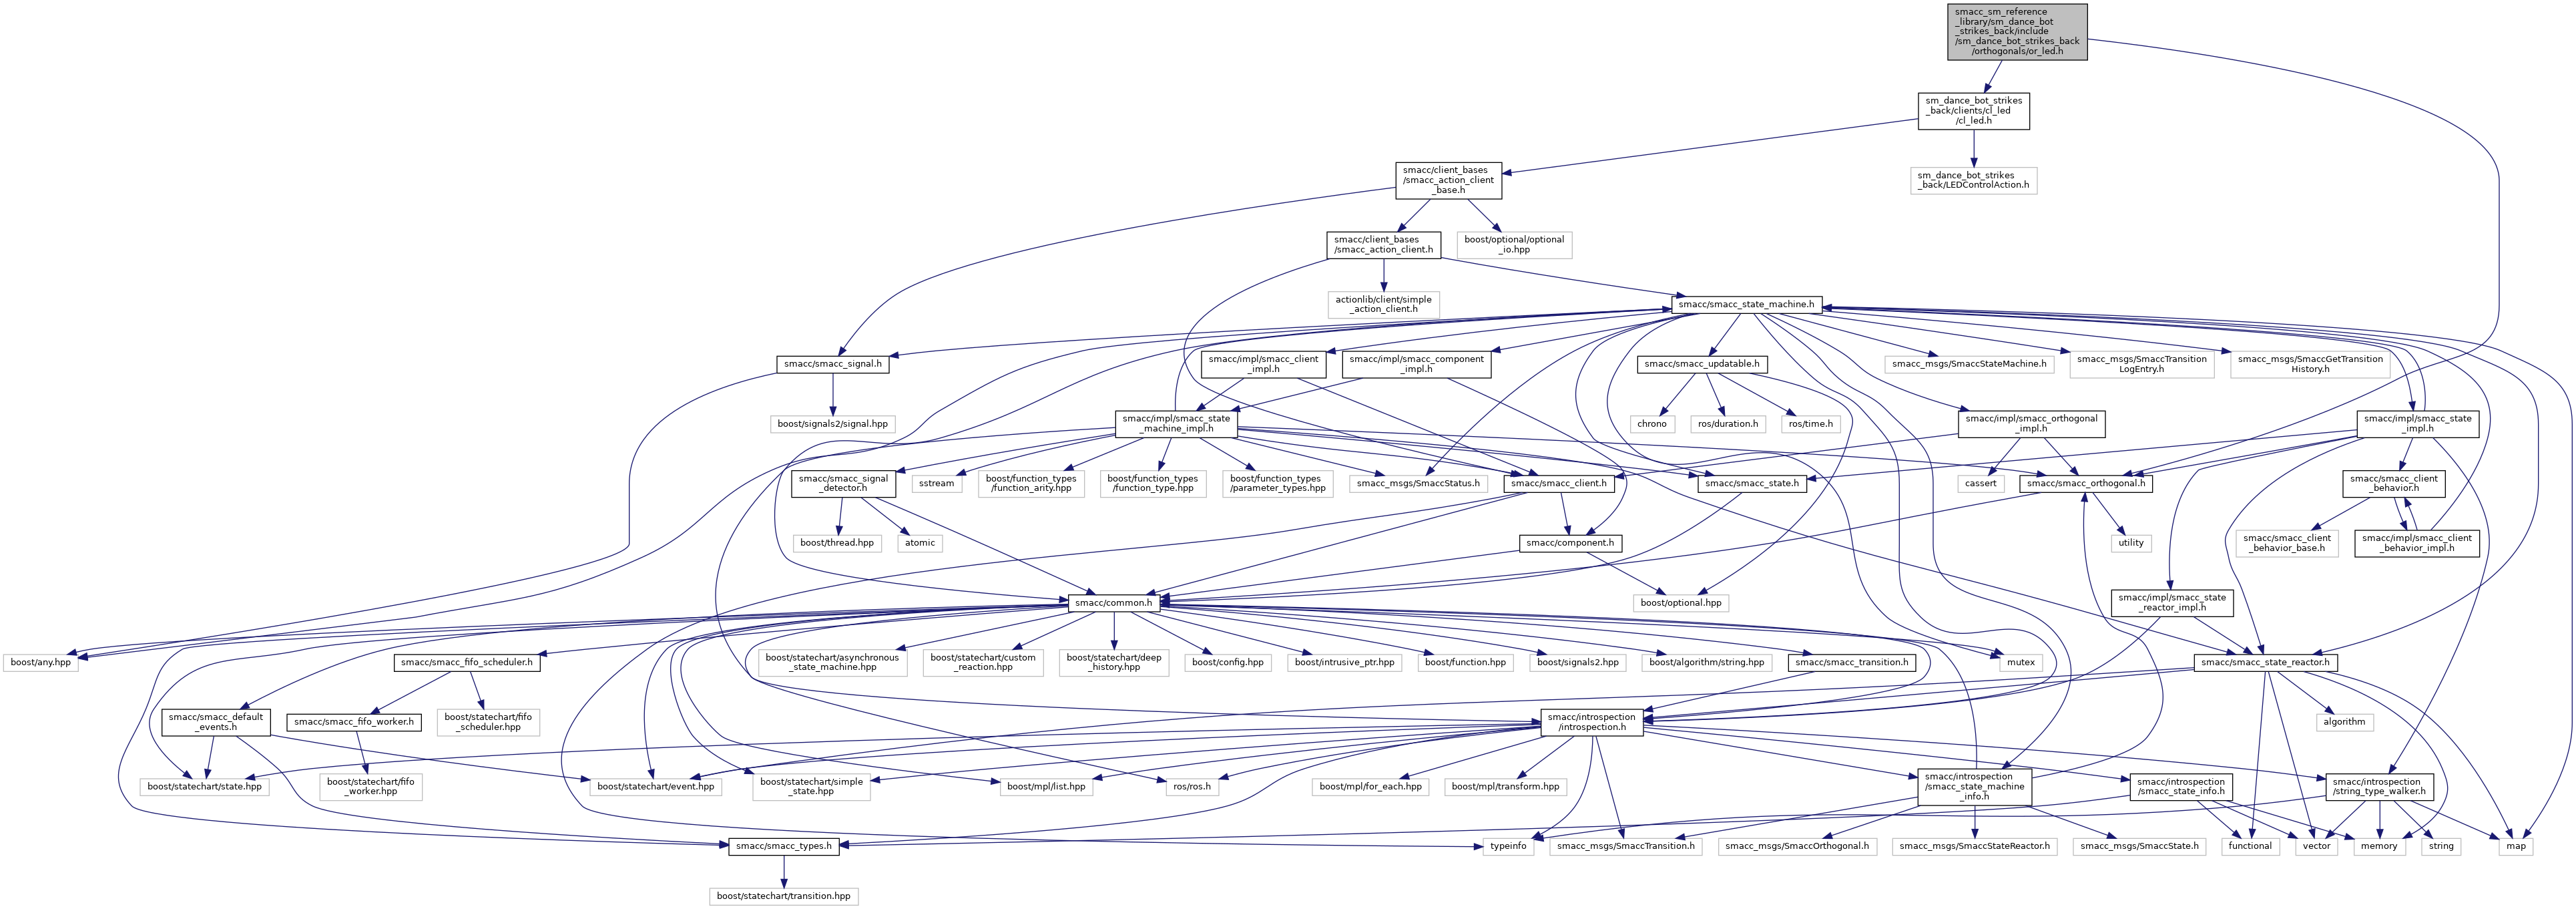 smacc_sm_reference
_library/sm_dance_bot
_strikes_back/include
/sm_dance_bot_strikes_back
/orthogonals/or_led.h
sm_dance_bot_strikes
_back/clients/cl_led
/cl_led.h
smacc/client_bases
/smacc_action_client
_base.h
sm_dance_bot_strikes
_back/LEDControlAction.h
smacc/client_bases
/smacc_action_client.h
boost/optional/optional
_io.hpp
actionlib/client/simple
_action_client.h
smacc/smacc_state_machine.h
smacc/smacc_signal.h
smacc/impl/smacc_client
_impl.h
smacc/impl/smacc_component
_impl.h
smacc/smacc_updatable.h
smacc_msgs/SmaccStateMachine.h
smacc_msgs/SmaccTransition
LogEntry.h
smacc_msgs/SmaccGetTransition
History.h
boost/signals2/signal.hpp
smacc/impl/smacc_state
_machine_impl.h
chrono
ros/duration.h
ros/time.h
smacc/impl/smacc_orthogonal
_impl.h
smacc/impl/smacc_state
_impl.h
smacc/smacc_signal
_detector.h
sstream
boost/function_types
/function_arity.hpp
boost/function_types
/function_type.hpp
boost/function_types
/parameter_types.hpp
smacc_msgs/SmaccStatus.h
smacc/smacc_client.h
smacc/smacc_state.h
cassert
smacc/smacc_orthogonal.h
smacc/smacc_client
_behavior.h
boost/thread.hpp
atomic
smacc/component.h
utility
smacc/smacc_client
_behavior_base.h
smacc/impl/smacc_client
_behavior_impl.h
smacc/common.h
boost/optional.hpp
smacc/impl/smacc_state
_reactor_impl.h
boost/any.hpp
smacc/smacc_fifo_scheduler.h
boost/statechart/asynchronous
_state_machine.hpp
boost/statechart/custom
_reaction.hpp
boost/statechart/deep
_history.hpp
boost/config.hpp
boost/intrusive_ptr.hpp
boost/function.hpp
boost/signals2.hpp
boost/algorithm/string.hpp
smacc/smacc_transition.h
mutex
smacc/smacc_state_reactor.h
smacc/smacc_default
_events.h
smacc/smacc_fifo_worker.h
boost/statechart/fifo
_scheduler.hpp
smacc/introspection
/introspection.h
algorithm
boost/statechart/state.hpp
boost/statechart/fifo
_worker.hpp
boost/statechart/event.hpp
boost/statechart/simple
_state.hpp
boost/mpl/list.hpp
ros/ros.h
boost/mpl/for_each.hpp
boost/mpl/transform.hpp
smacc/introspection
/smacc_state_machine
_info.h
smacc/introspection
/smacc_state_info.h
smacc/introspection
/string_type_walker.h
smacc/smacc_types.h
typeinfo
smacc_msgs/SmaccTransition.h
smacc_msgs/SmaccOrthogonal.h
smacc_msgs/SmaccStateReactor.h
smacc_msgs/SmaccState.h
functional
vector
memory
string
map
boost/statechart/transition.hpp